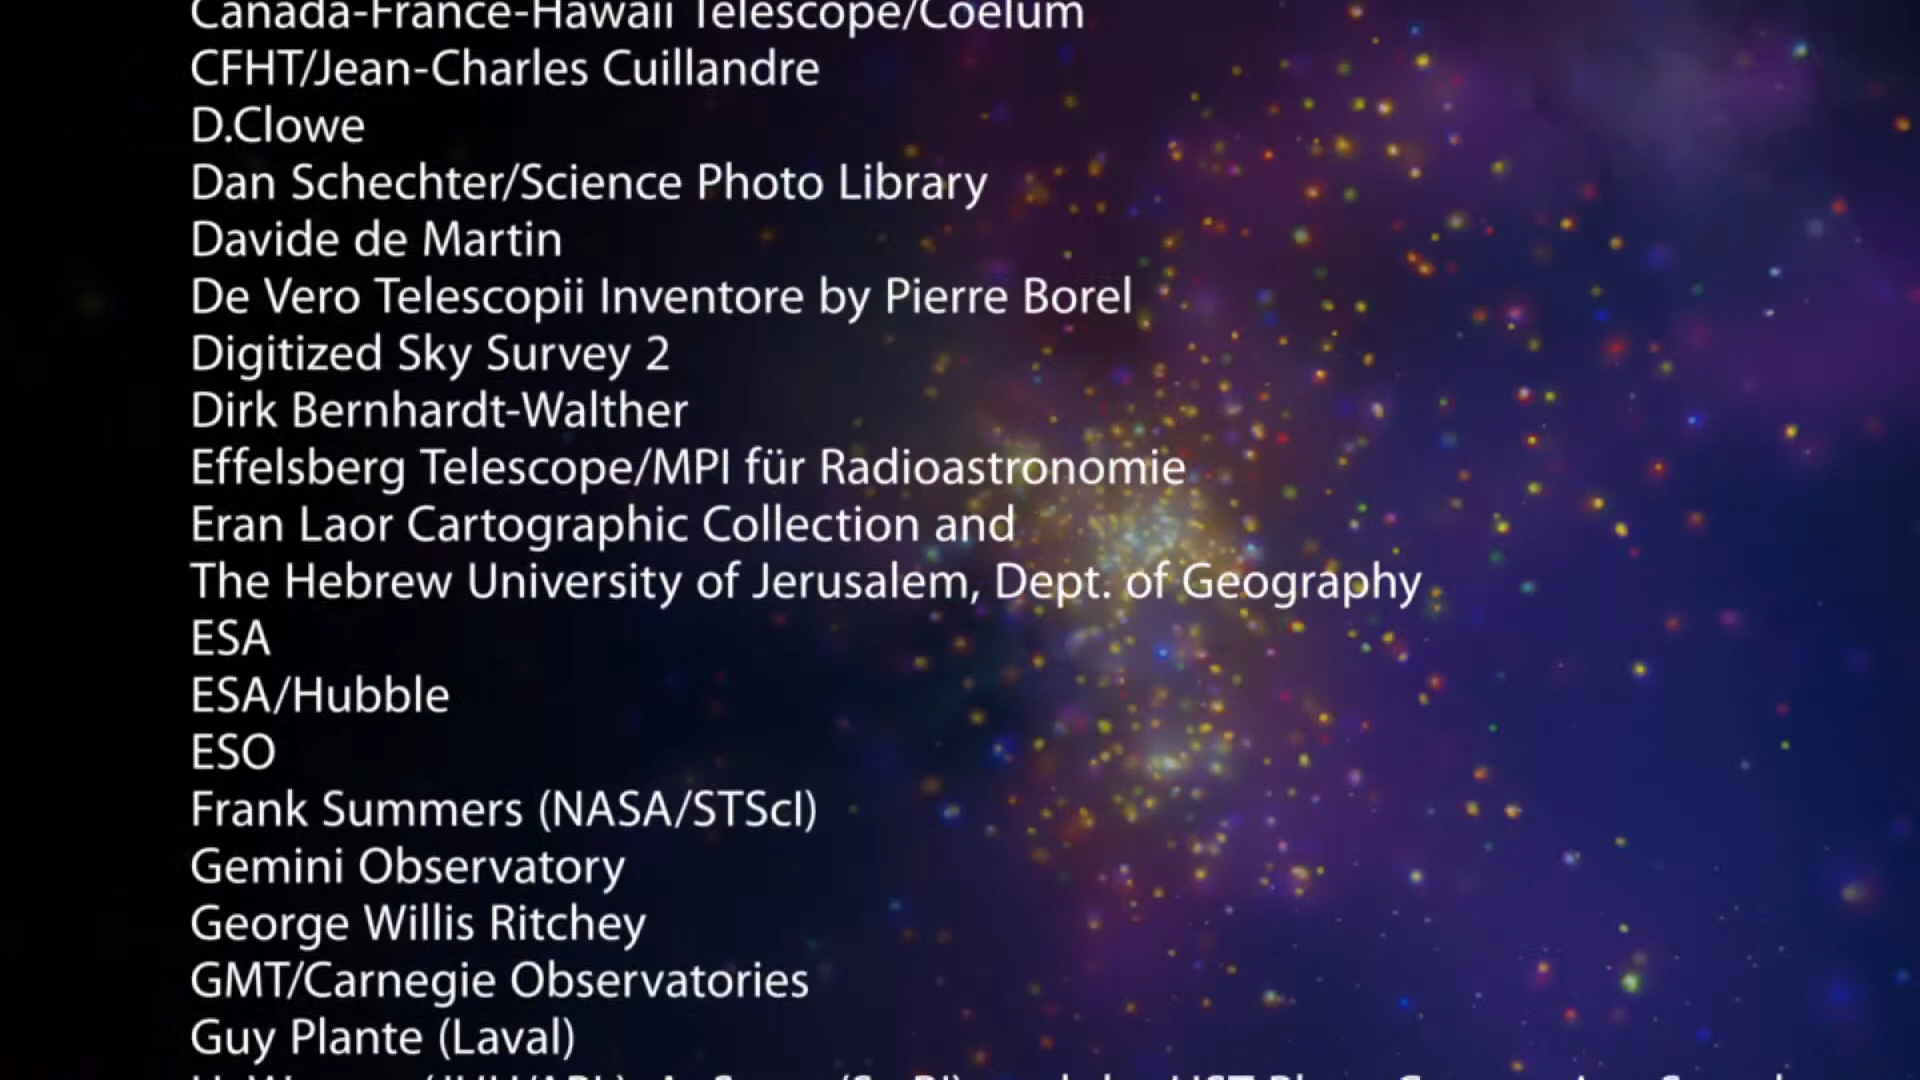 Canada-France-Hawaii Telescope/Coelum
CFHT/Jean-Charles Cuillandre
D.Clowe
Dan Schechter/Science Photo Library
Davide de Martin
De Vero Telescopii Inventore by Pierre Borel
Digitized Sky Survey 2
Dirk Bernhardt-Walther
Effelsberg Telescope/MPI für Radioastronomie
Eran Laor Cartographic Collection and
The Hebrew University of Jerusalem, Dept. of Geography
ESA
ESA/Hubble
ESO
Frank Summers (NASA/STScI)
Gemini Observatory
George Willis Ritchey
GMT/Carnegie Observatories
Guy Plante (Laval)